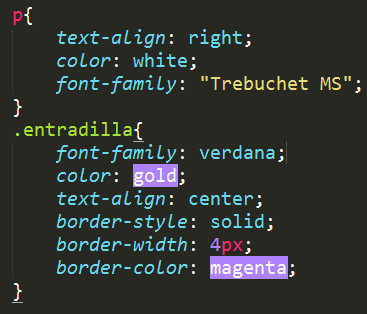 p{
text-align: right;
color: white;
font-family: "Trebuchet MS";
}
.entradilla{
font-family: verdana;
color: gold;
text-align: center;
border-style: solid;
border-width: 4px;
border-color: magenta;
}